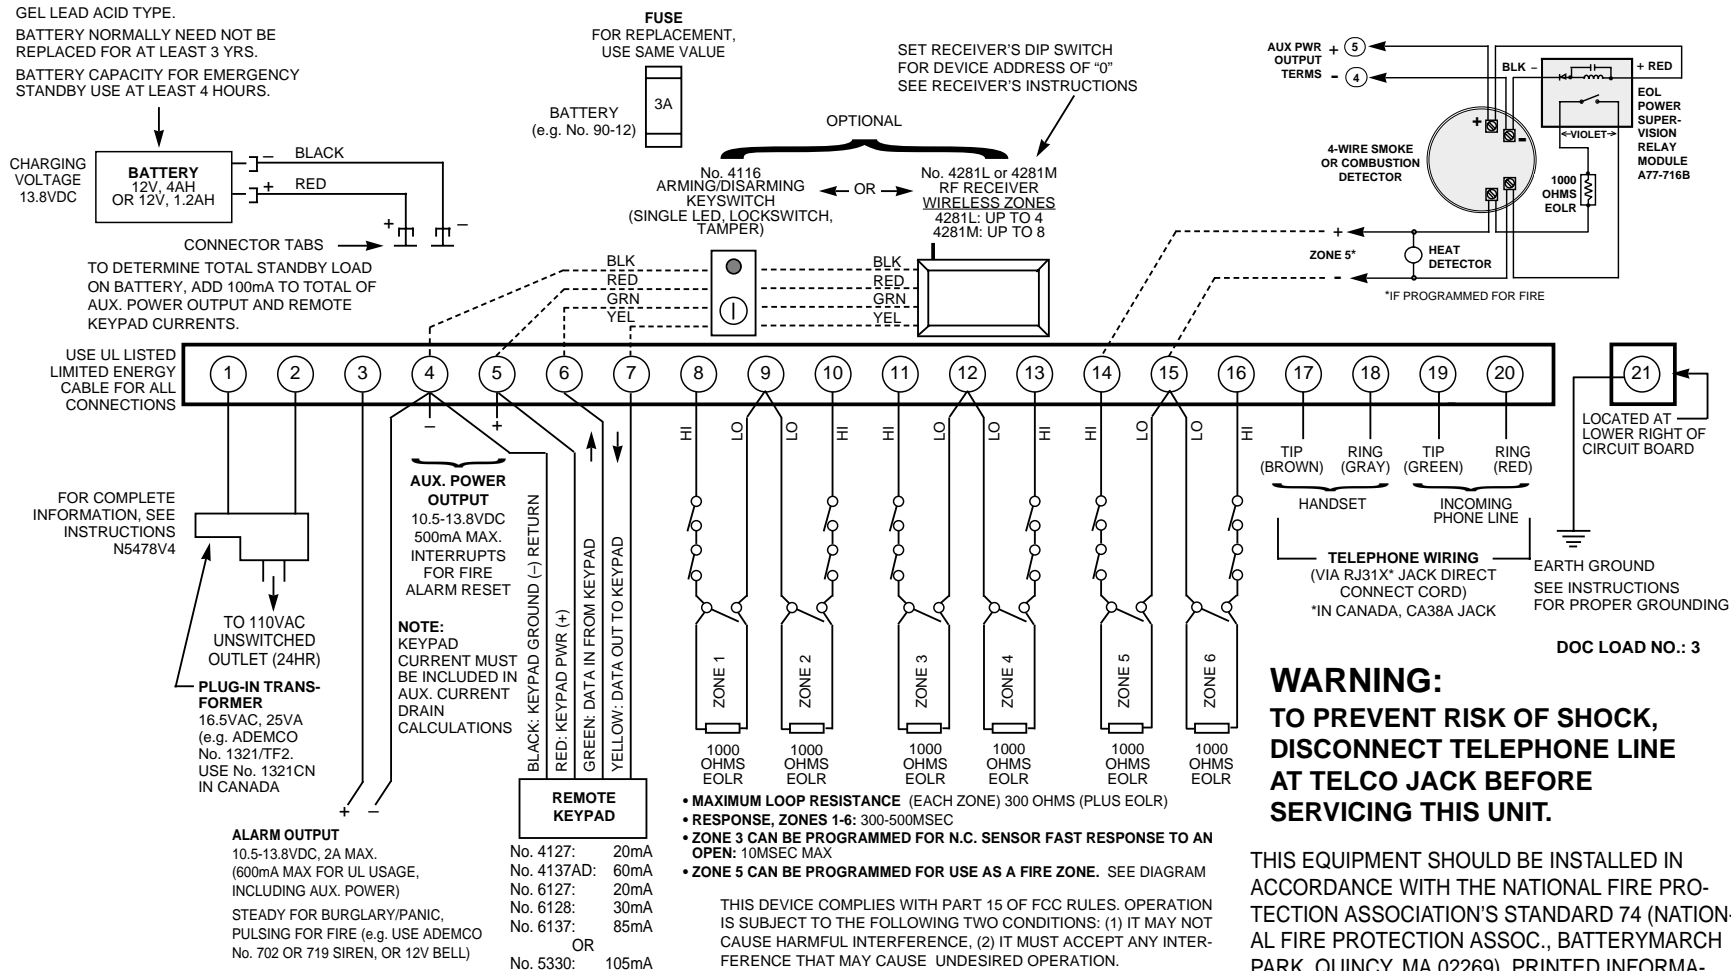 GEL LEAD ACID TYPE.
BATTERY NORMALLY NEED NOT BE
REPLACED FOR AT LEAST 3 YRS.
BATTERY CAPACITY FOR EMERGENCY
STANDBY USE AT LEAST 4 HOURS.
CHARGING
VOLTAGE
13.8VDC
BATTERY
12V, 4AH
OR 12V, 1.2AH
– BLACK
+ RED
+ –
CONNECTOR TABS
TO DETERMINE TOTAL STANDBY LOAD
ON BATTERY, ADD 100mA TO TOTAL OF
AUX. POWER OUTPUT AND REMOTE
KEYPAD CURRENTS.
FUSE
FOR REPLACEMENT,
USE SAME VALUE
3A
BATTERY
(e.g. No. 90-12)
OPTIONAL
SET RECEIVER'S DIP SWITCH
FOR DEVICE ADDRESS OF “0”
SEE RECEIVER'S INSTRUCTIONS
No. 4116
ARMING/DISARMING
KEYSWITCH
(SINGLE LED, LOCKSWITCH,
TAMPER)
OR
No. 4281L or 4281M
RF RECEIVER
WIRELESS ZONES
4281L: UP TO 4
4281M: UP TO 8
BLK
RED
GRN
YEL
BLK
RED
GRN
YEL
AUX PWR
OUTPUT
TERMS
+ 5
- 4
BLK –
+ RED
EOL
POWER
SUPER-
VISION
RELAY
MODULE
A77-716B
VIOLET
+ -
4-WIRE SMOKE
OR COMBUSTION
DETECTOR
1000
OHMS
EOLR
+
ZONE 5*
-
HEAT
DETECTOR
*IF PROGRAMMED FOR FIRE
USE UL LISTED
LIMITED ENERGY
CABLE FOR ALL
CONNECTIONS
1 2 3 4 5 6 7 8 9 10 11 12 13 14 15 16 17 18 19 20 21
– +
HI LO LO HI HI LO LO HI HI LO LO HI
LOCATED AT
LOWER RIGHT OF
CIRCUIT BOARD
FOR COMPLETE
INFORMATION, SEE
INSTRUCTIONS
N5478V4
TO 110VAC
UNSWITCHED
OUTLET (24HR)
PLUG-IN TRANS-
FORMER
16.5VAC, 25VA
(e.g. ADEMCO
No. 1321/TF2.
USE No. 1321CN
IN CANADA
AUX. POWER
OUTPUT
10.5-13.8VDC
500mA MAX.
INTERRUPTS
FOR FIRE
ALARM RESET
NOTE:
KEYPAD
CURRENT MUST
BE INCLUDED IN
AUX. CURRENT
DRAIN
CALCULATIONS
BLACK: KEYPAD GROUND (–) RETURN
RED: KEYPAD PWR (+)
GREEN: DATA IN FROM KEYPAD
YELLOW: DATA OUT TO KEYPAD
+ –
ALARM OUTPUT
10.5-13.8VDC, 2A MAX.
(600mA MAX FOR UL USAGE,
INCLUDING AUX. POWER)
STEADY FOR BURGLARY/PANIC,
PULSING FOR FIRE (e.g. USE ADEMCO
No. 702 OR 719 SIREN, OR 12V BELL)
REMOTE
KEYPAD
No. 4127: 20mA
No. 4137AD: 60mA
No. 6127: 20mA
No. 6128: 30mA
No. 6137: 85mA
OR
No. 5330: 105mA
ZONE 1
ZONE 2
ZONE 3
ZONE 4
ZONE 5
ZONE 6
1000
OHMS
EOLR
1000
OHMS
EOLR
1000
OHMS
EOLR
1000
OHMS
EOLR
1000
OHMS
EOLR
1000
OHMS
EOLR
• MAXIMUM LOOP RESISTANCE (EACH ZONE) 300 OHMS (PLUS EOLR)
• RESPONSE, ZONES 1-6: 300-500MSEC
• ZONE 3 CAN BE PROGRAMMED FOR N.C. SENSOR FAST RESPONSE TO AN
OPEN: 10MSEC MAX
• ZONE 5 CAN BE PROGRAMMED FOR USE AS A FIRE ZONE. SEE DIAGRAM
THIS DEVICE COMPLIES WITH PART 15 OF FCC RULES. OPERATION
IS SUBJECT TO THE FOLLOWING TWO CONDITIONS: (1) IT MAY NOT
CAUSE HARMFUL INTERFERENCE, (2) IT MUST ACCEPT ANY INTER-
FERENCE THAT MAY CAUSE UNDESIRED OPERATION.
TIP
(BROWN)
RING
(GRAY)
TIP
(GREEN)
RING
(RED)
HANDSET
INCOMING
PHONE LINE
TELEPHONE WIRING
(VIA RJ31X* JACK DIRECT
CONNECT CORD)
*IN CANADA, CA38A JACK
EARTH GROUND
SEE INSTRUCTIONS
FOR PROPER GROUNDING
DOC LOAD NO.: 3
WARNING:
TO PREVENT RISK OF SHOCK,
DISCONNECT TELEPHONE LINE
AT TELCO JACK BEFORE
SERVICING THIS UNIT.
THIS EQUIPMENT SHOULD BE INSTALLED IN
ACCORDANCE WITH THE NATIONAL FIRE PRO-
TECTION ASSOCIATION'S STANDARD 74 (NATION-
AL FIRE PROTECTION ASSOC., BATTERYMARCH
PARK, QUINCY, MA 02269). PRINTED INFORMA-